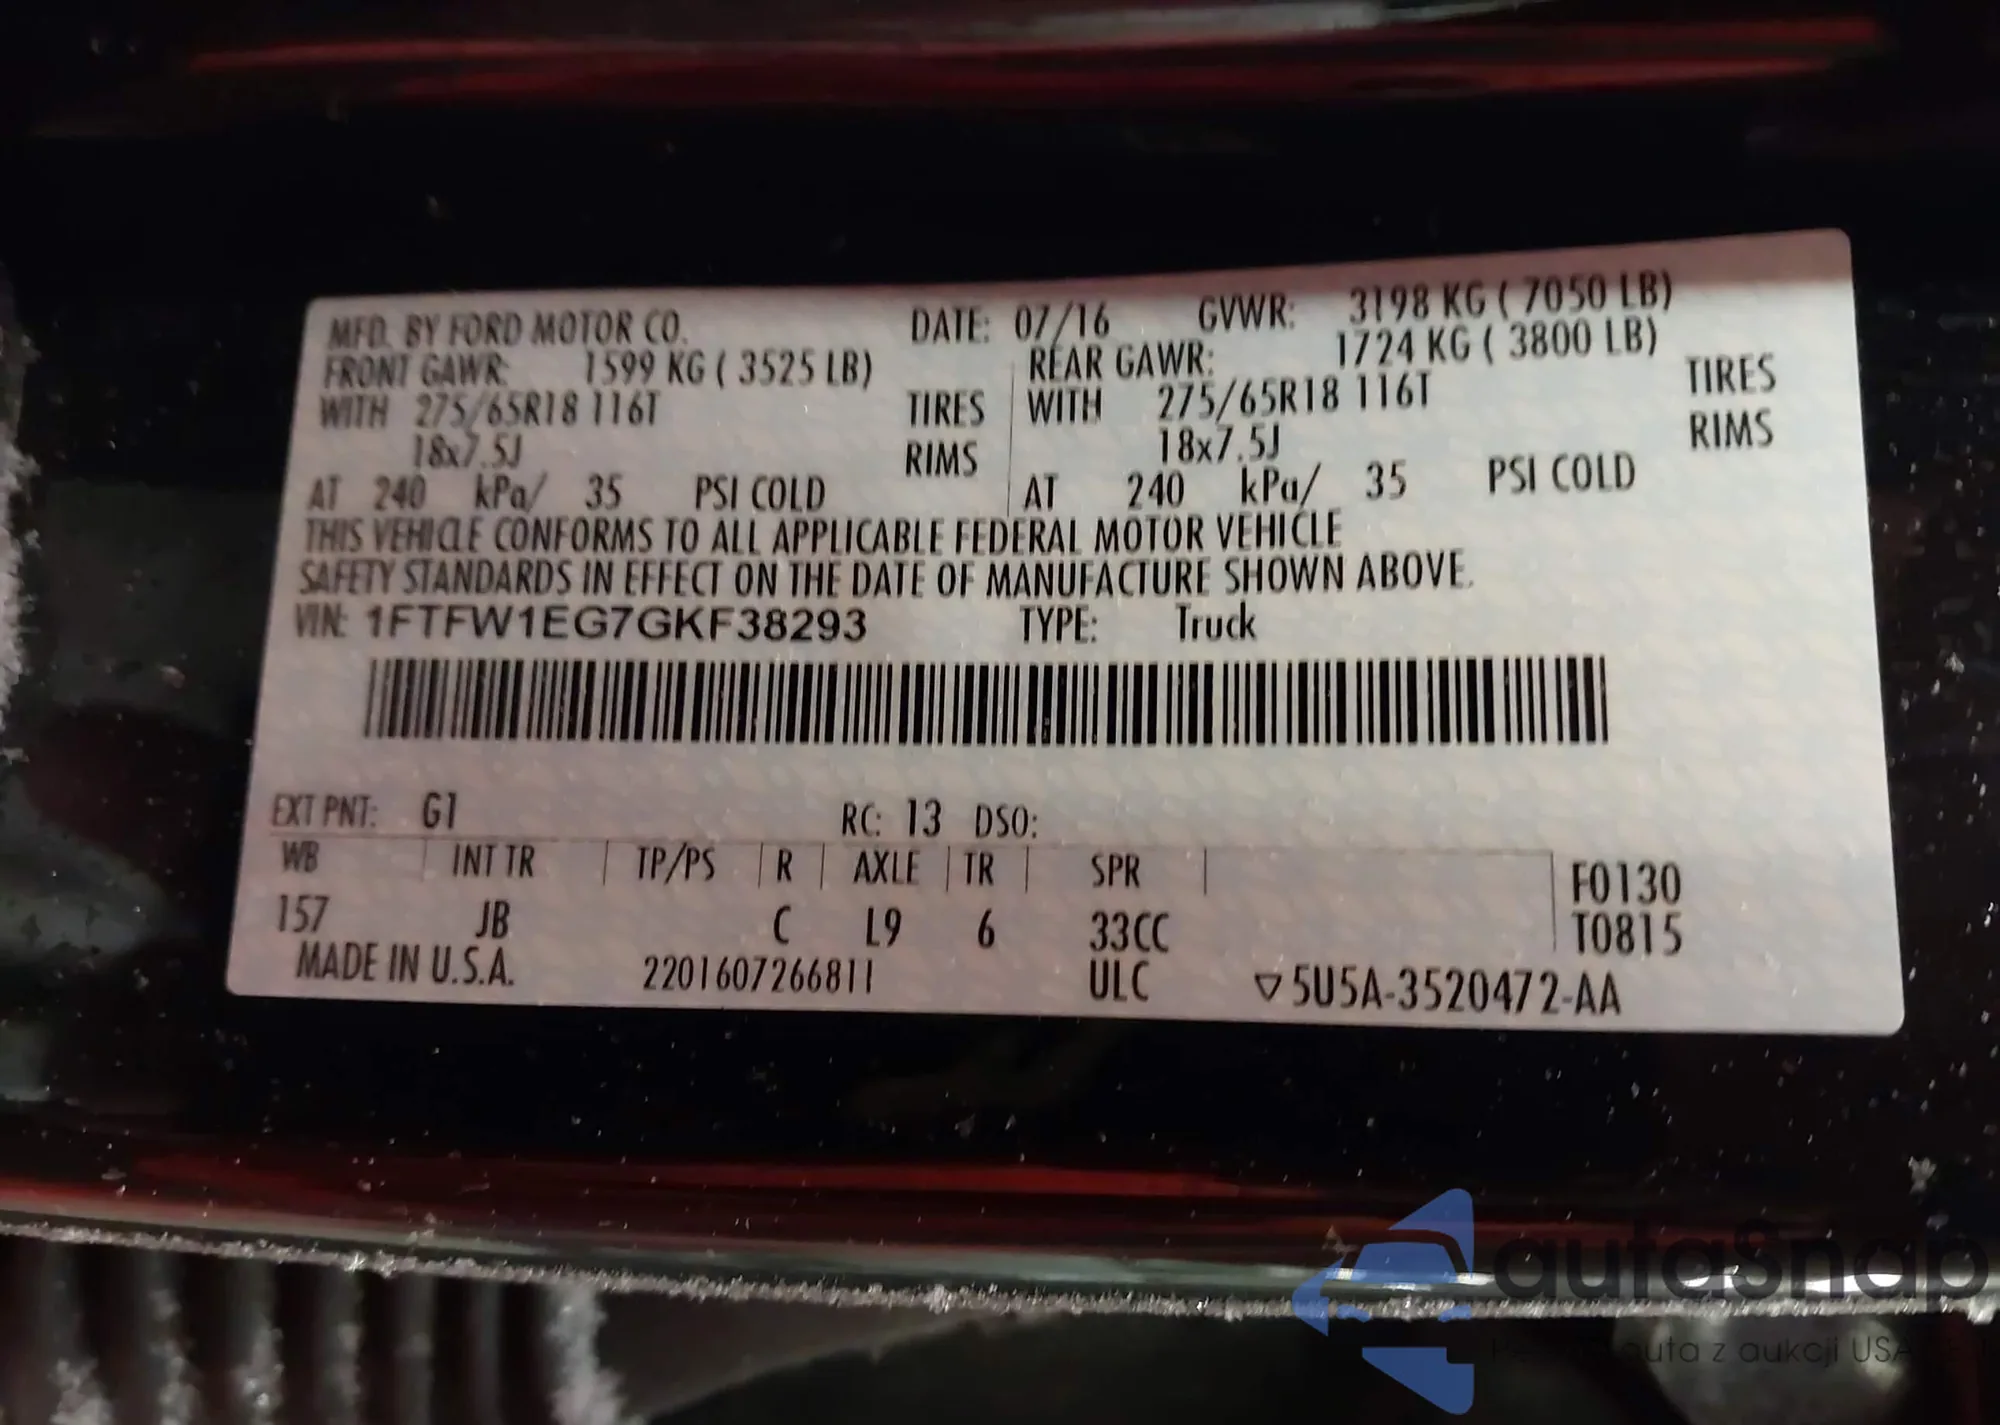 MFD. BY FORD MOTOR CO. DATE: 07/16 GVWR: 3198 KG ( 7050 LB)
FRONT GAWR: 1599 KG ( 3525 LB) REAR GAWR: 1724 KG ( 3800 LB)
WITH 275/65R18 116T TIRES WITH 275/65R18 116T TIRES
18x7.5J RIMS 18x7.5J RIMS
AT 240 kPa/ 35 PSI COLD AT 240 kPa/ 35 PSI COLD
THIS VEHICLE CONFORMS TO ALL APPLICABLE FEDERAL MOTOR VEHICLE
SAFETY STANDARDS IN EFFECT ON THE DATE OF MANUFACTURE SHOWN ABOVE.
VIN: 1FTFW1EG7GKF38293 TYPE: Truck
EXT PNT: G1 RC: 13 DSO:
WB INT TR TP/PS R AXLE TR SPR F0130
157 JB C L9 6 33CC T0815
MADE IN U.S.A. 2201607266811 ULC ▽5U5A-3520472-AA
autaSnap
auta z aukcji USA